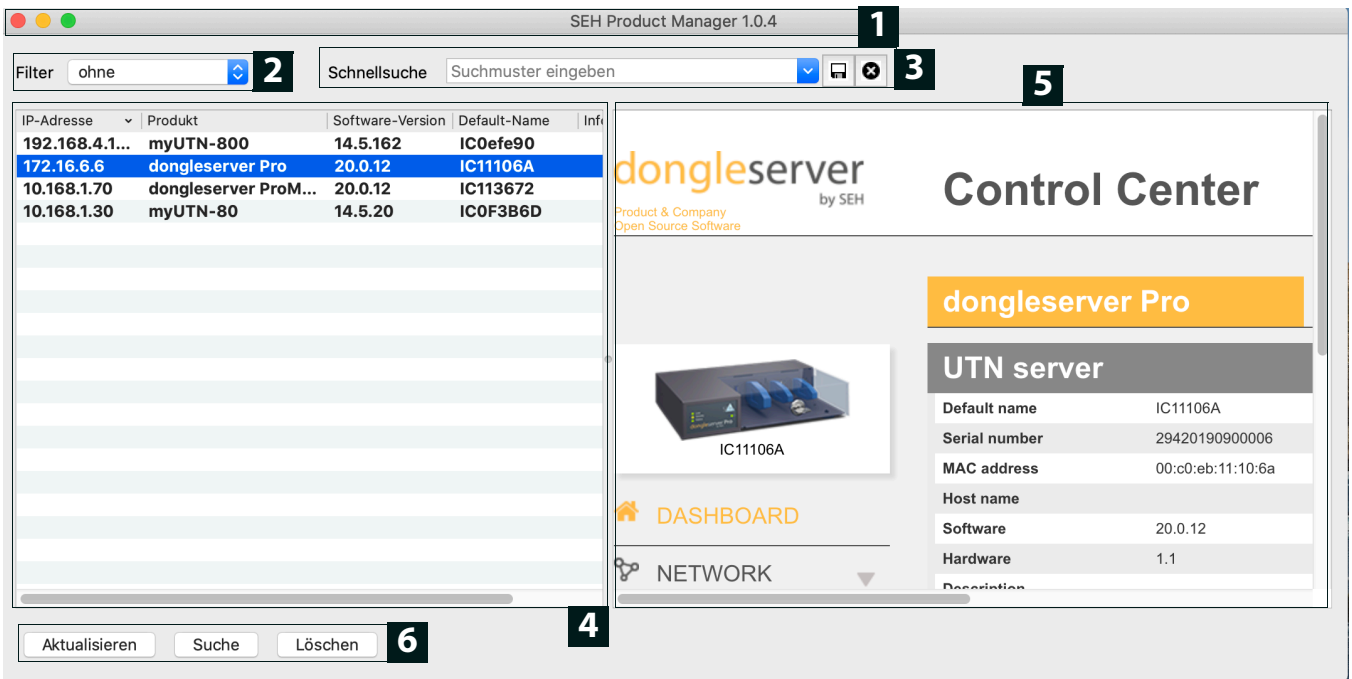 SEH Product Manager 1.0.4
1
Filter ohne 2
Schnellsuche Suchmuster eingeben 3
IP-Adresse Produkt Software-Version Default-Name Info
192.168.4.1... myUTN-800 14.5.162 IC0efe90
172.16.6.6 dongleserver Pro 20.0.12 IC11106A
10.168.1.70 dongleserver ProM... 20.0.12 IC113672
10.168.1.30 myUTN-80 14.5.20 IC0F3B6D
4
5
dongleserver
by SEH
Product & Company
Open Source Software
Control Center
dongleserver Pro
dongleserver Pro
IC11106A
DASHBOARD
NETWORK
UTN server
Default name IC11106A
Serial number 29420190900006
MAC address 00:c0:eb:11:10:6a
Host name
Software 20.0.12
Hardware 1.1
Description
Aktualisieren Suche Löschen 6